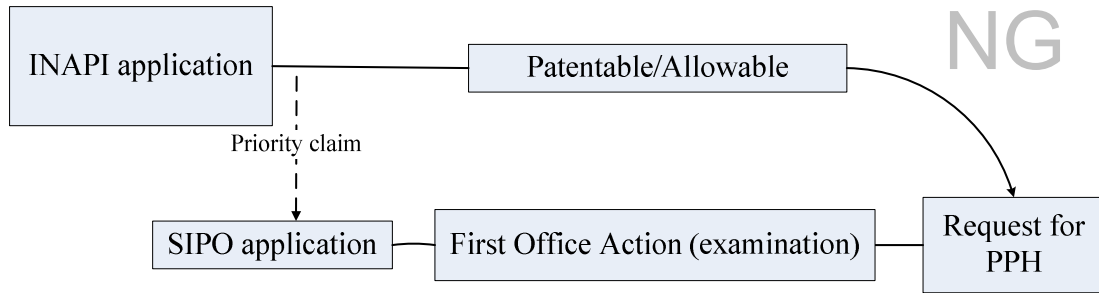 NG
INAPI application
Patentable/Allowable
Priority claim
SIPO application
First Office Action (examination)
Request for
PPH